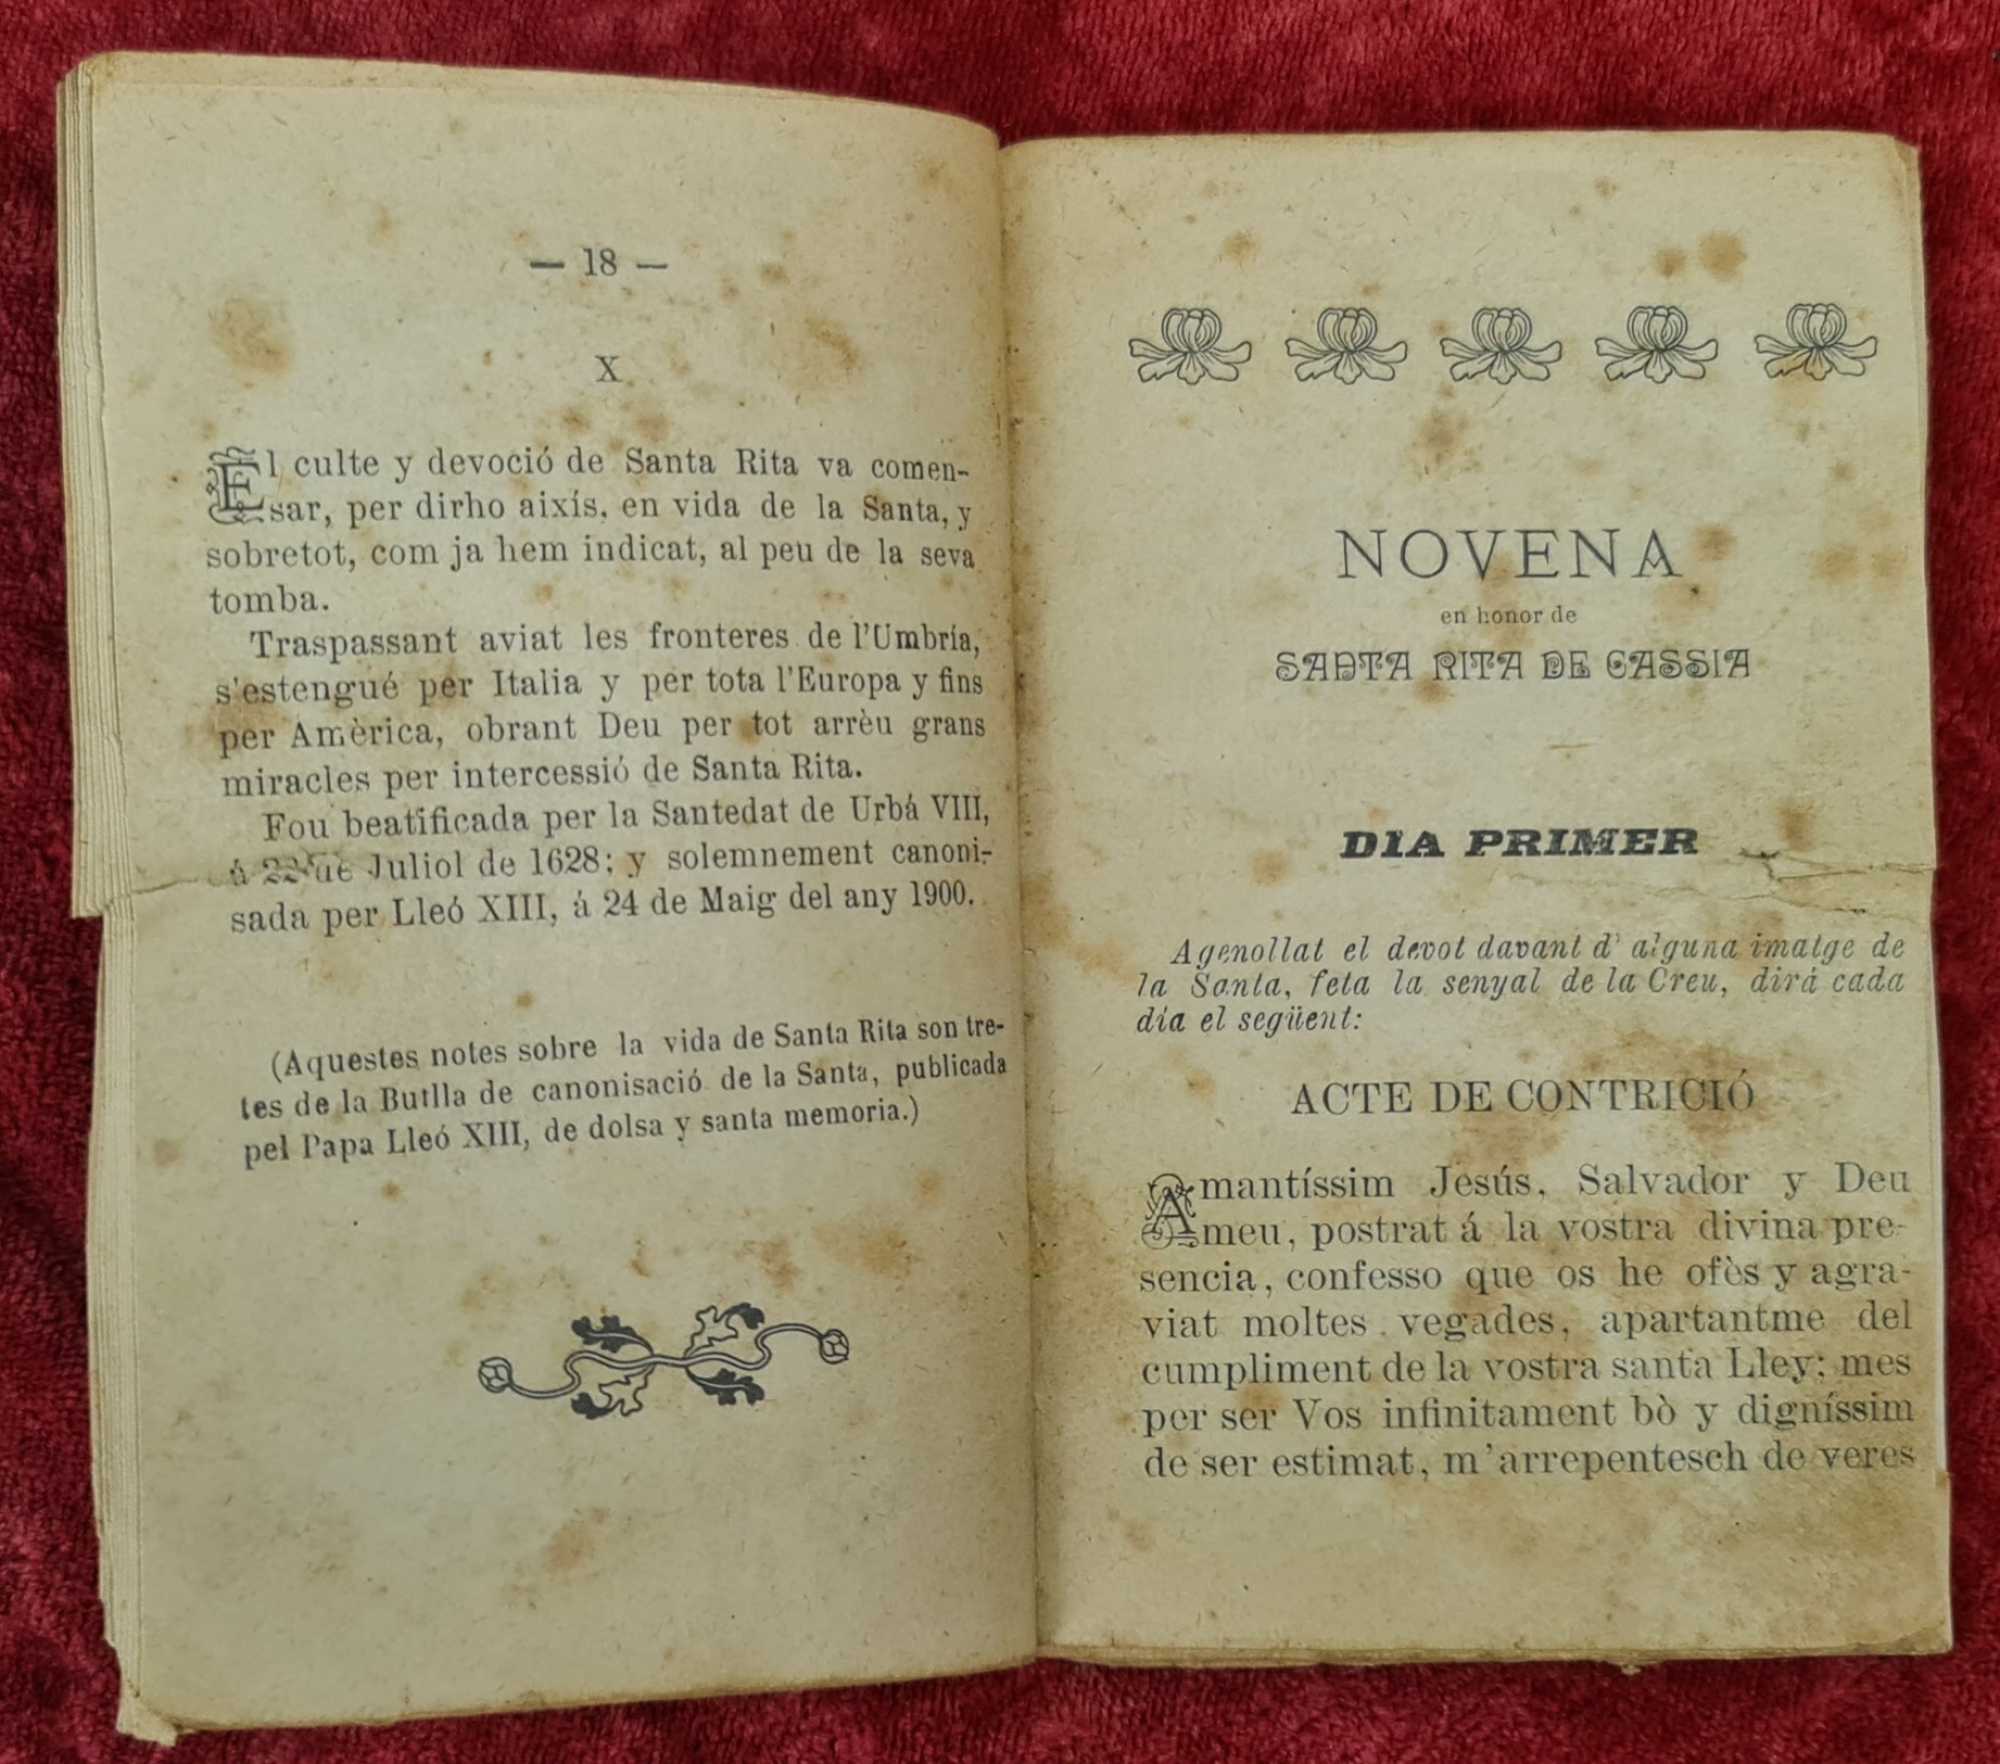 — 18 —
X
El culte y devoció de Santa Rita va comen-
sar, per dirho aixís, en vida de la Santa, y
sobretot, com ja hem indicat, al peu de la seva
tomba.
Traspassant aviat les fronteres de l'Umbría,
s'estengué per Italia y per tota l'Europa y fins
per Amèrica, obrant Deu per tot arrèu grans
miracles per intercessió de Santa Rita.
Fou beatificada per la Santedat de Urbá VIII,
á 22 de Juliol de 1628; y solemnement canoni-
sada per Lleó XIII, á 24 de Maig del any 1900.
(Aquestes notes sobre la vida de Santa Rita son tre-
tes de la Butlla de canonisació de la Santa, publicada
pel Papa Lleó XIII, de dolsa y santa memoria.)
NOVENA
en honor de
SANTA RITA DE CASSIA
DIA PRIMER
Agenollat el devot davant d' alguna imatge de
la Santa, feta la senyal de la Creu, dirá cada
día el següent:
ACTE DE CONTRICIÓ
Amantíssim Jesús, Salvador y Deu
meu, postrat á la vostra divina pre-
sencia, confesso que os he ofès y agra-
viat moltes vegades, apartantme del
cumpliment de la vostra santa Lley; mes
per ser Vos infinitament bò y digníssim
de ser estimat, m'arrepentesch de veres